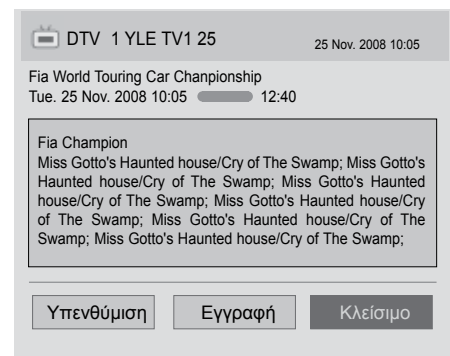 DTV 1 YLE TV1 25
25 Nov. 2008 10:05
Fia World Touring Car Chanpionship
Tue. 25 Nov. 2008 10:05 12:40
Fia Champion
Miss Gotto's Haunted house/Cry of The Swamp; Miss Gotto's
Haunted house/Cry of The Swamp; Miss Gotto's Haunted
house/Cry of The Swamp; Miss Gotto's Haunted house/Cry
of The Swamp; Miss Gotto's Haunted house/Cry of The
Swamp; Miss Gotto's Haunted house/Cry of The Swamp;
Υπενθύμιση Εγγραφή Κλείσιμο